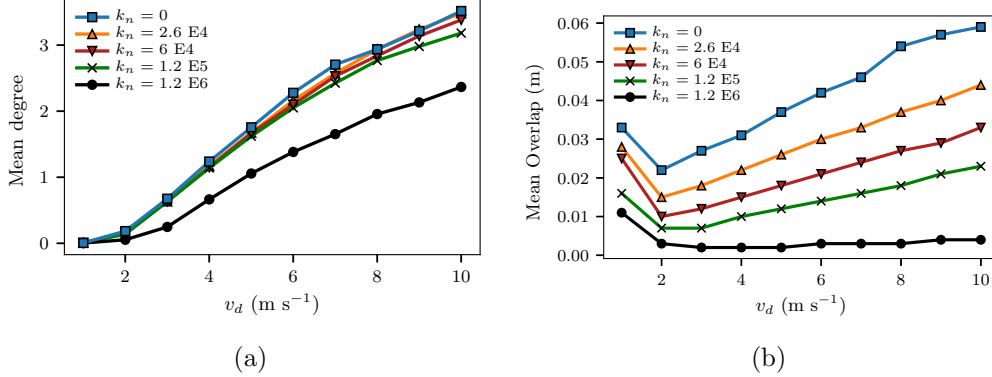 k_n = 0
k_n = 2.6 E4
k_n = 6 E4
k_n = 1.2 E5
k_n = 1.2 E6
Mean degree
3
2
1
0
2 4 6 8 10
v_d (m s⁻¹)
(a)
k_n = 0
k_n = 2.6 E4
k_n = 6 E4
k_n = 1.2 E5
k_n = 1.2 E6
Mean Overlap (m)
0.06
0.05
0.04
0.03
0.02
0.01
0.00
2 4 6 8 10
v_d (m s⁻¹)
(b)